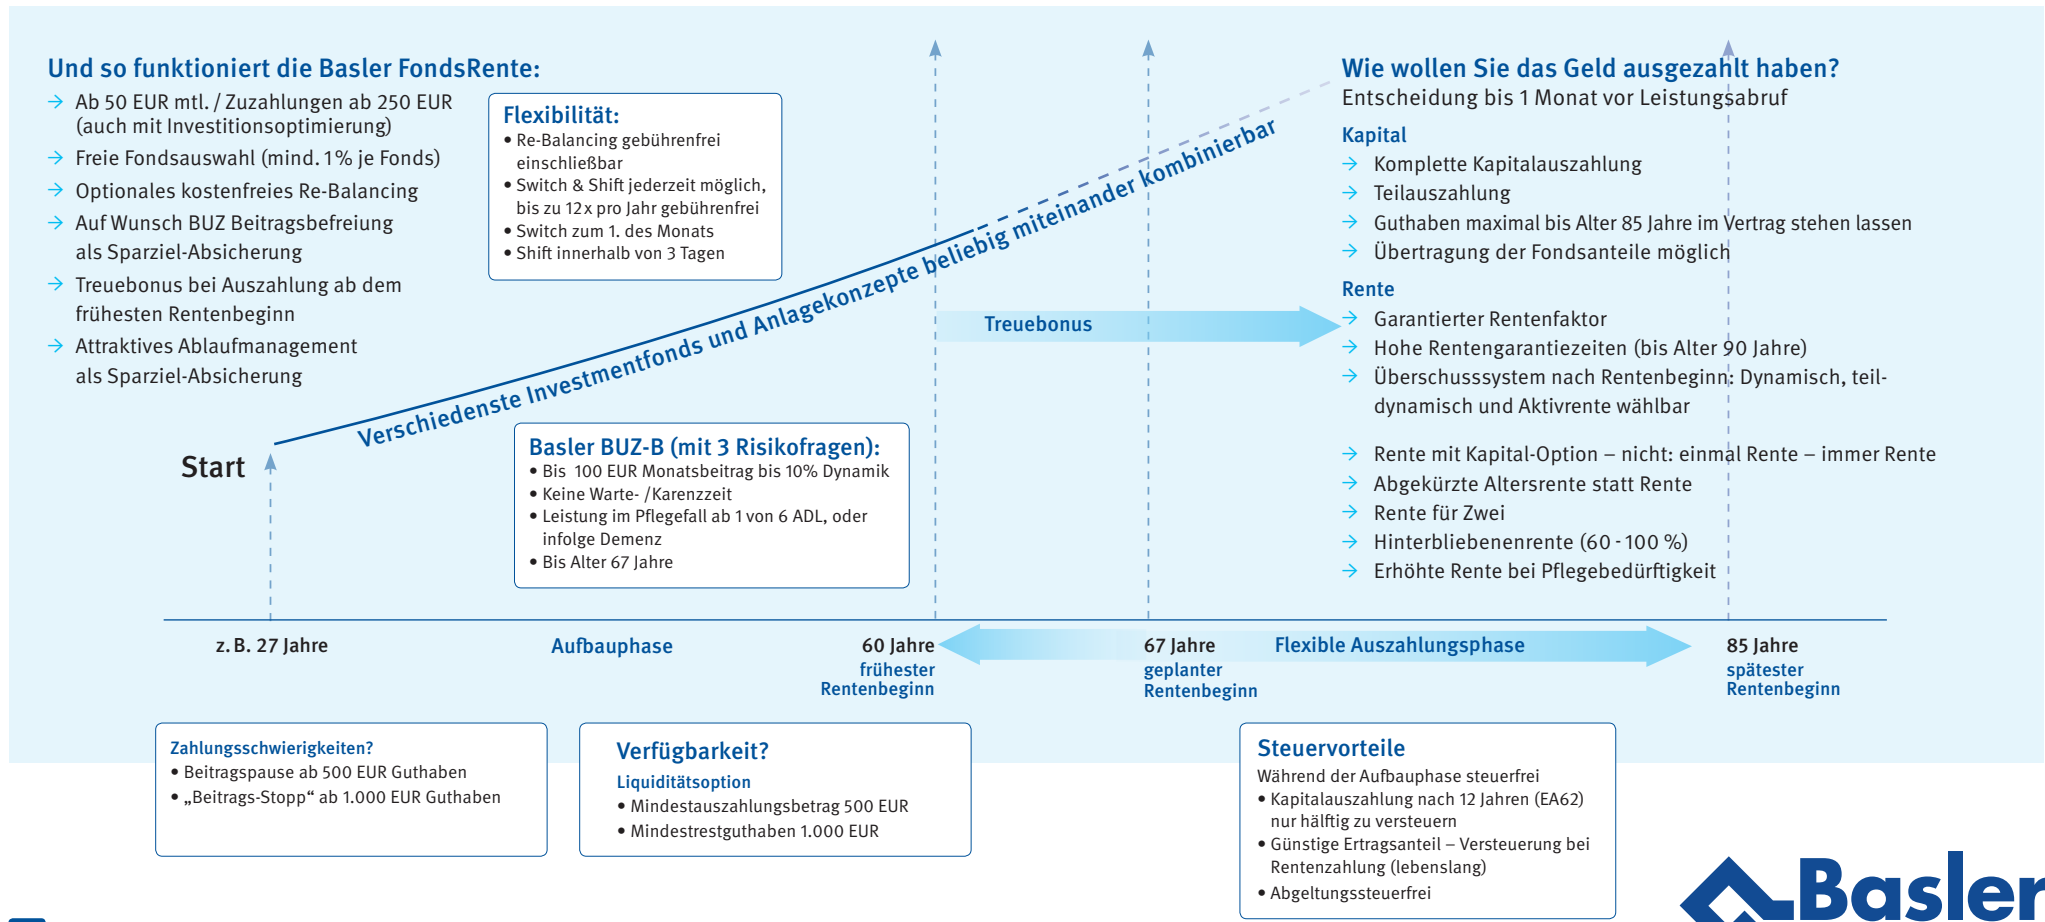 Und so funktioniert die Basler FondsRente:
→ Ab 50 EUR mtl. / Zuzahlungen ab 250 EUR
(auch mit Investitionsoptimierung)
→ Freie Fondsauswahl (mind. 1% je Fonds)
→ Optionales kostenfreies Re-Balancing
→ Auf Wunsch BUZ Beitragsbefreiung
als Sparziel-Absicherung
→ Treuebonus bei Auszahlung ab dem
frühesten Rentenbeginn
→ Attraktives Ablaufmanagement
als Sparziel-Absicherung
Flexibilität:
• Re-Balancing gebührenfrei
einschließbar
• Switch & Shift jederzeit möglich,
bis zu 12x pro Jahr gebührenfrei
• Switch zum 1. des Monats
• Shift innerhalb von 3 Tagen
Verschiedenste Investmentfonds und Anlagekonzepte beliebig miteinander kombinierbar
Treuebonus
Wie wollen Sie das Geld ausgezahlt haben?
Entscheidung bis 1 Monat vor Leistungsabruf
Kapital
→ Komplette Kapitalauszahlung
→ Teilauszahlung
→ Guthaben maximal bis Alter 85 Jahre im Vertrag stehen lassen
→ Übertragung der Fondsanteile möglich
Rente
→ Garantierter Rentenfaktor
→ Hohe Rentengarantiezeiten (bis Alter 90 Jahre)
→ Überschusssystem nach Rentenbeginn: Dynamisch, teil-
dynamisch und Aktivrente wählbar
→ Rente mit Kapital-Option – nicht: einmal Rente – immer Rente
→ Abgekürzte Altersrente statt Rente
→ Rente für Zwei
→ Hinterbliebenenrente (60 - 100 %)
→ Erhöhte Rente bei Pflegebedürftigkeit
Start
Basler BUZ-B (mit 3 Risikofragen):
• Bis 100 EUR Monatsbeitrag bis 10% Dynamik
• Keine Warte- /Karenzzeit
• Leistung im Pflegefall ab 1 von 6 ADL, oder
infolge Demenz
• Bis Alter 67 Jahre
z. B. 27 Jahre
Aufbauphase
60 Jahre
frühester
Rentenbeginn
67 Jahre
geplanter
Rentenbeginn
Flexible Auszahlungsphase
85 Jahre
spätester
Rentenbeginn
Zahlungsschwierigkeiten?
• Beitragspause ab 500 EUR Guthaben
• „Beitrags-Stopp“ ab 1.000 EUR Guthaben
Verfügbarkeit?
Liquiditätsoption
• Mindestauszahlungsbetrag 500 EUR
• Mindestrestguthaben 1.000 EUR
Steuervorteile
Während der Aufbauphase steuerfrei
• Kapitalauszahlung nach 12 Jahren (EA62)
nur hälftig zu versteuern
• Günstige Ertragsanteil – Versteuerung bei
Rentenzahlung (lebenslang)
• Abgeltungssteuerfrei
Basler